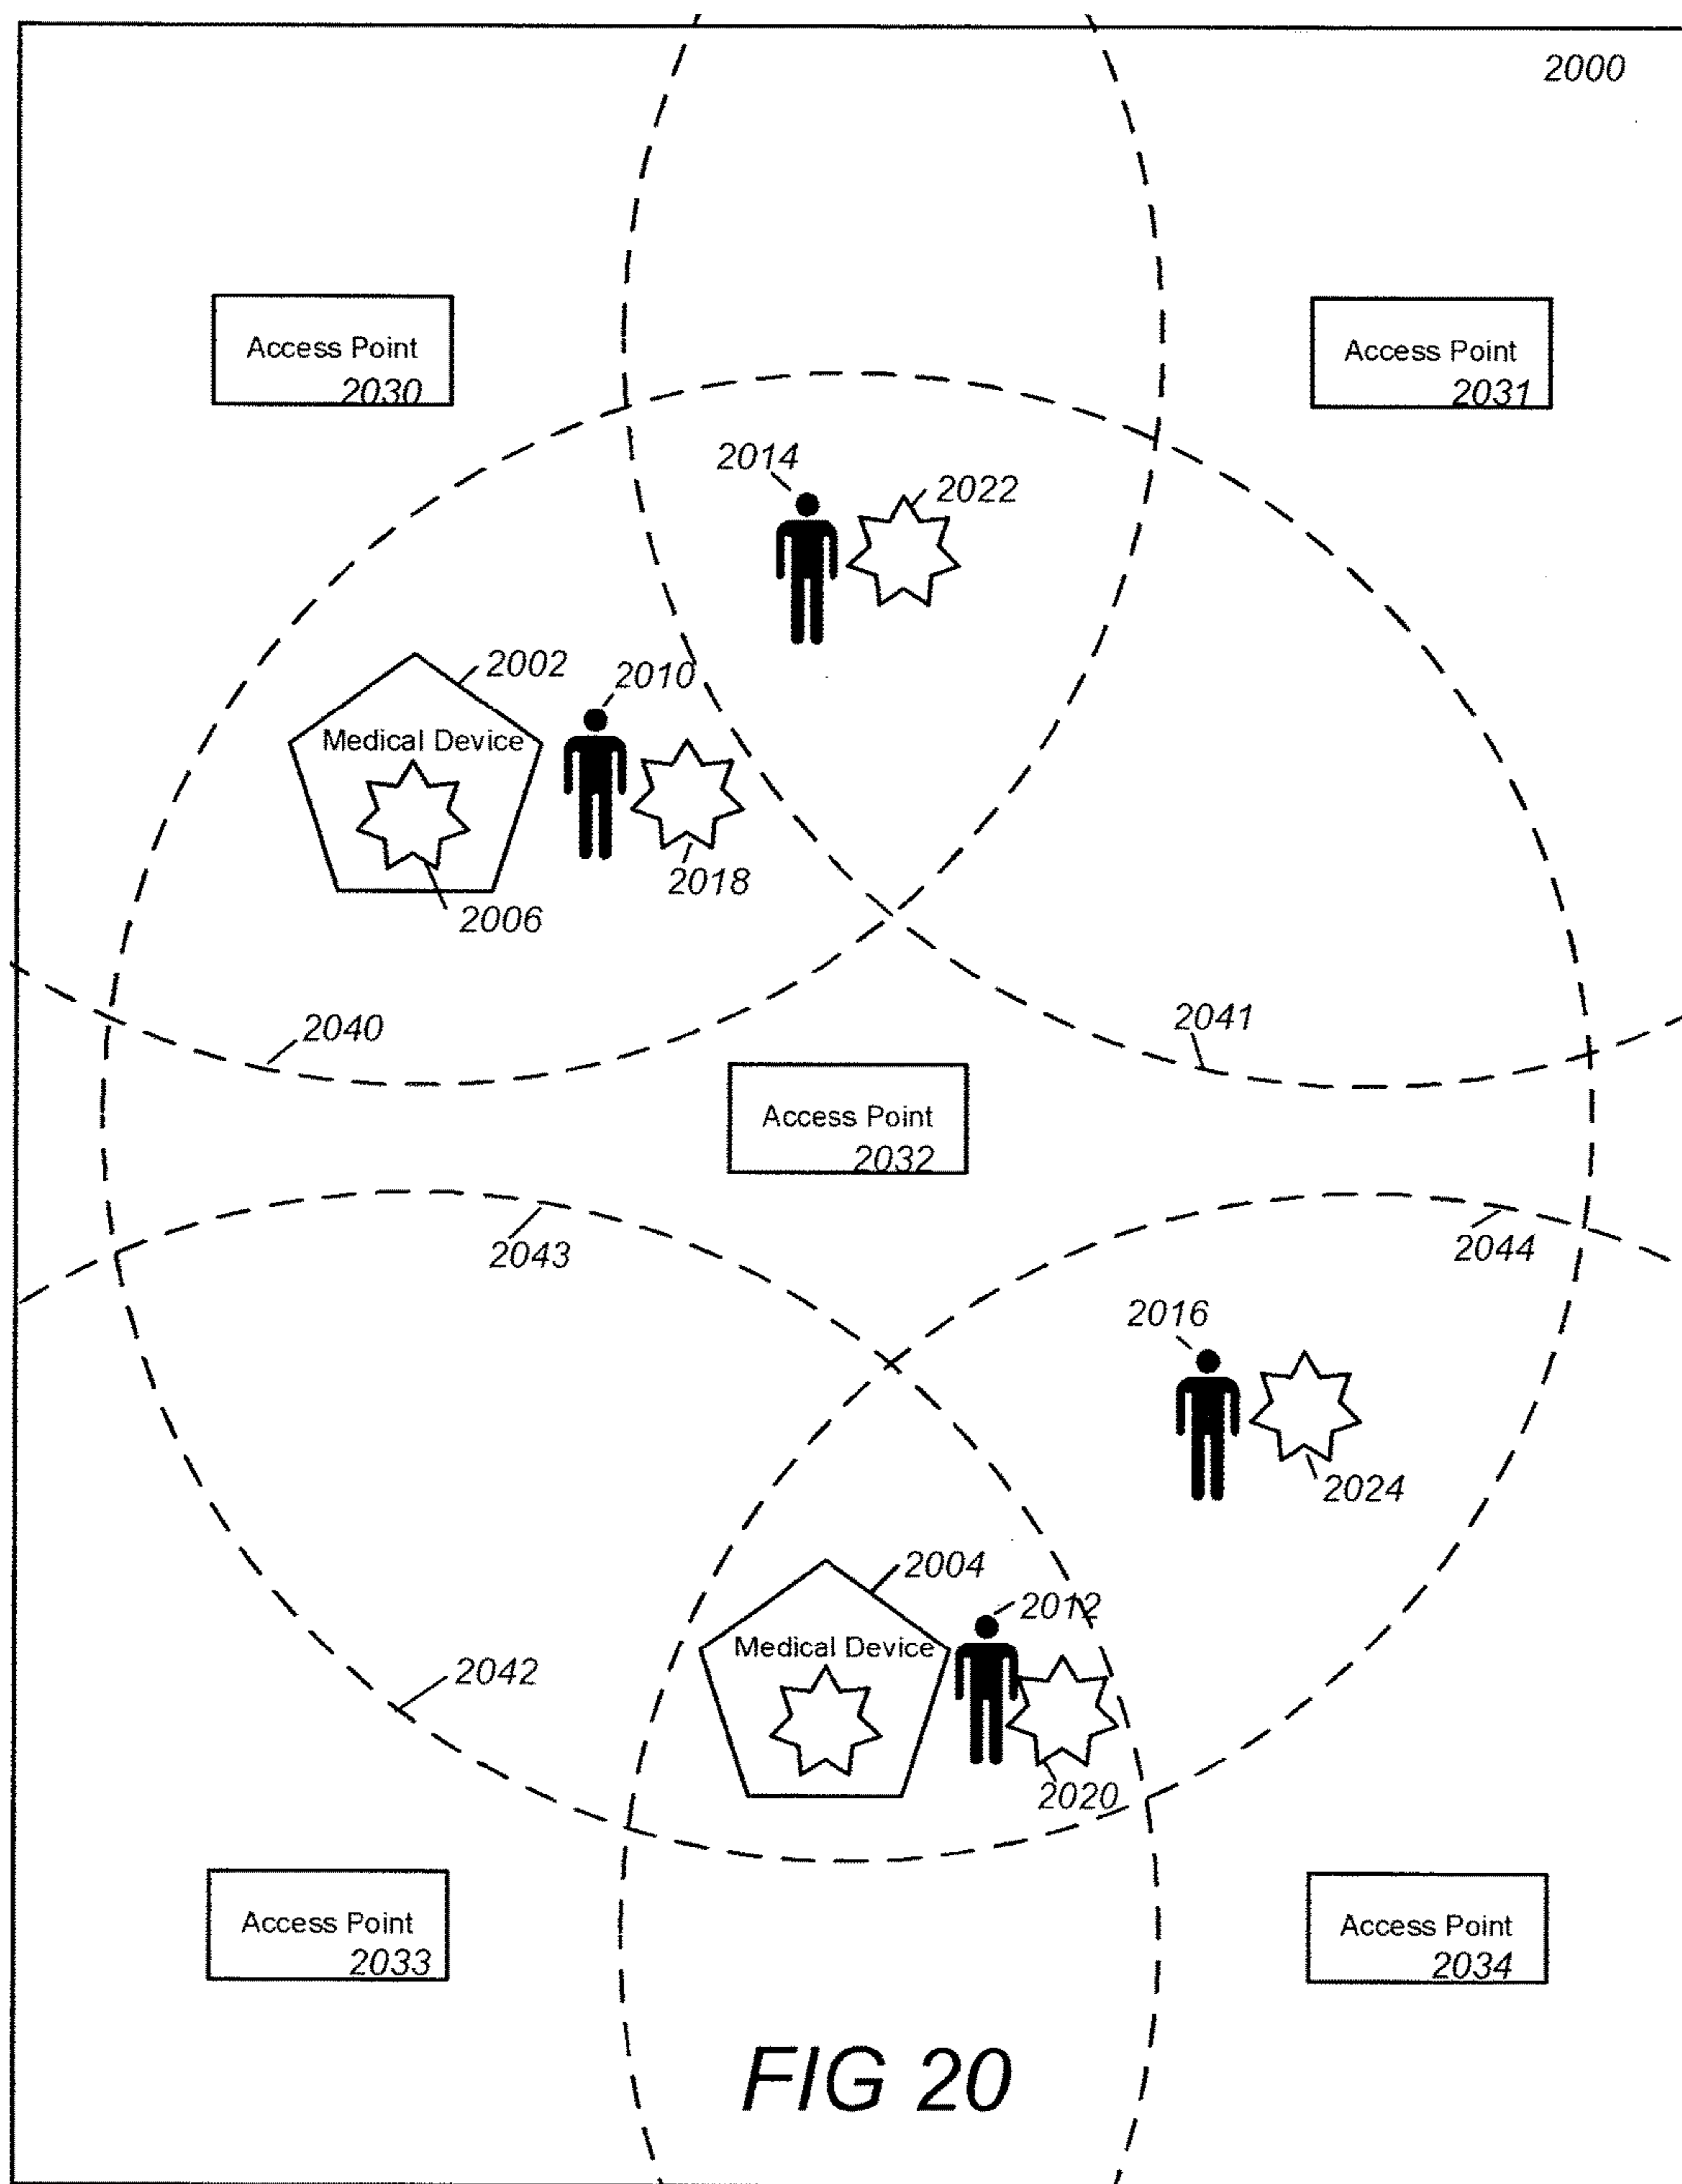 2000
Access Point
2030
Access Point
2031
2014
2022
2002
2010
Medical Device
2018
2006
2040
2041
Access Point
2032
2043
2044
2016
2024
2004
2012
Medical Device
2042
2020
Access Point
2033
Access Point
2034
FIG 20